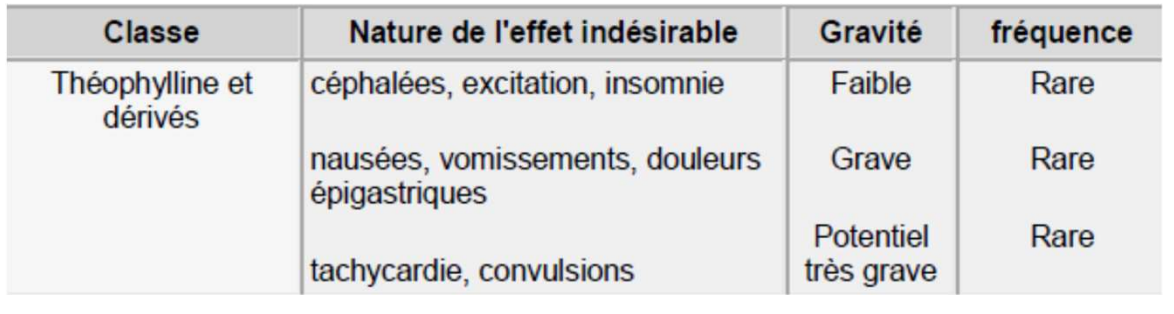 Classe Nature de l'effet indésirable Gravité fréquence
Théophylline et céphalées, excitation, insomnie Faible Rare
dérivés
nausées, vomissements, douleurs Grave Rare
épigastriques
Potentiel Rare
tachycardie, convulsions très grave